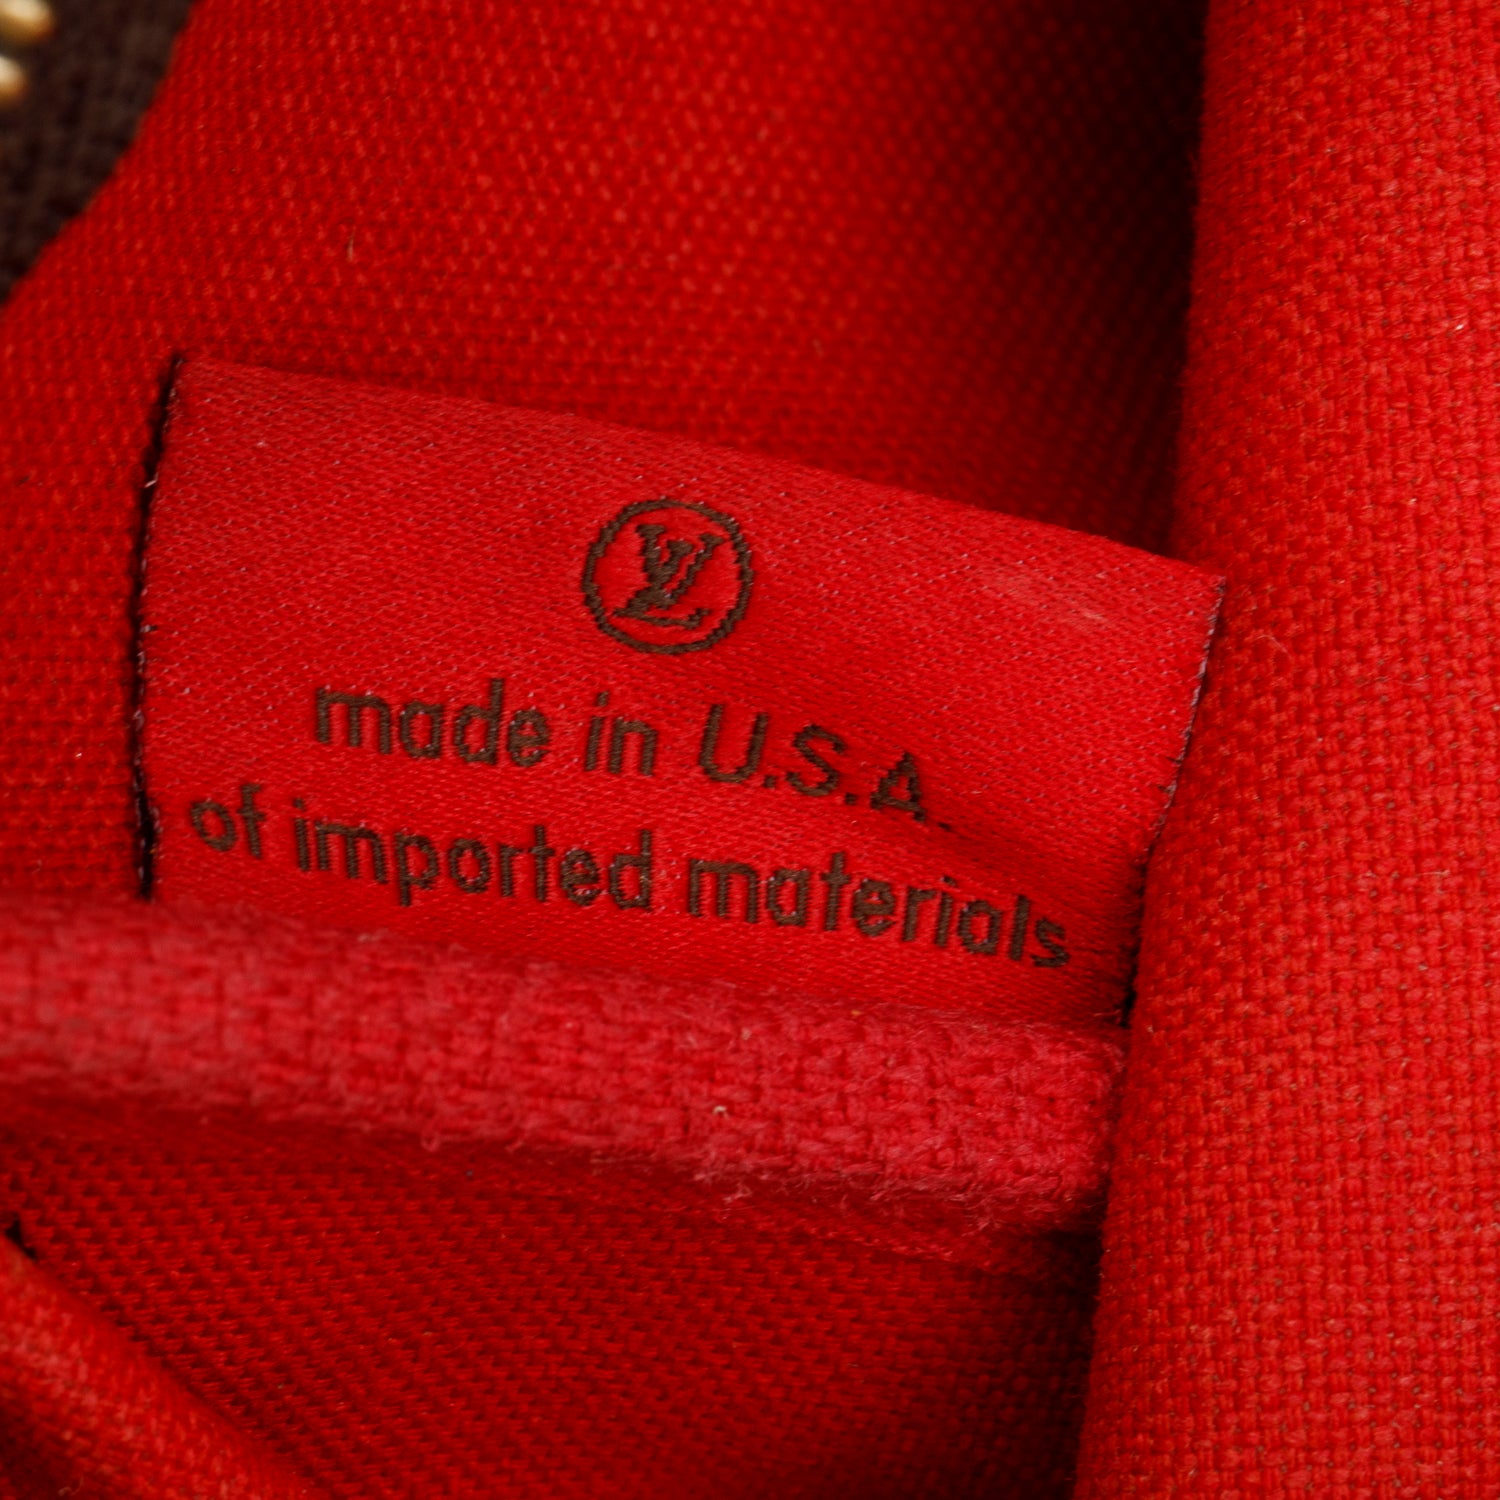 LV
made in U.S.A.
of imported materials